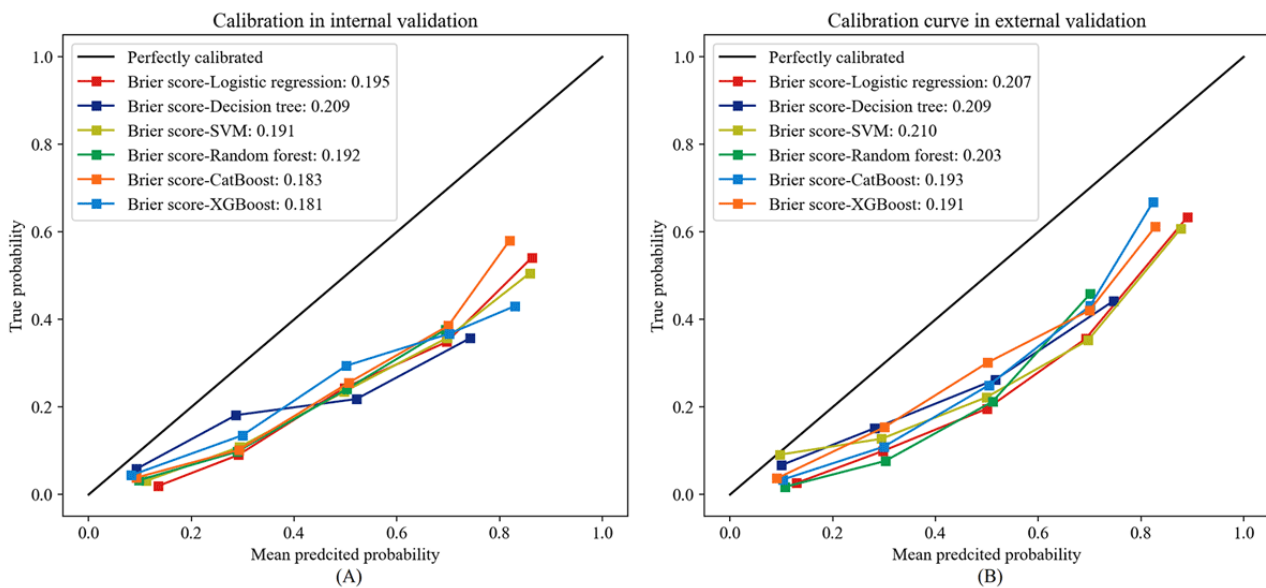 Calibration in internal validation
1.0
0.8
0.6
0.4
0.2
0.0
True probability
Perfectly calibrated
Brier score-Logistic regression: 0.195
Brier score-Decision tree: 0.209
Brier score-SVM: 0.191
Brier score-Random forest: 0.192
Brier score-CatBoost: 0.183
Brier score-XGBoost: 0.181
0.0 0.2 0.4 0.6 0.8 1.0
Mean predcited probability
(A)
Calibration curve in external validation
1.0
0.8
0.6
0.4
0.2
0.0
True probability
Perfectly calibrated
Brier score-Logistic regression: 0.207
Brier score-Decision tree: 0.209
Brier score-SVM: 0.210
Brier score-Random forest: 0.203
Brier score-CatBoost: 0.193
Brier score-XGBoost: 0.191
0.0 0.2 0.4 0.6 0.8 1.0
Mean predcited probability
(B)